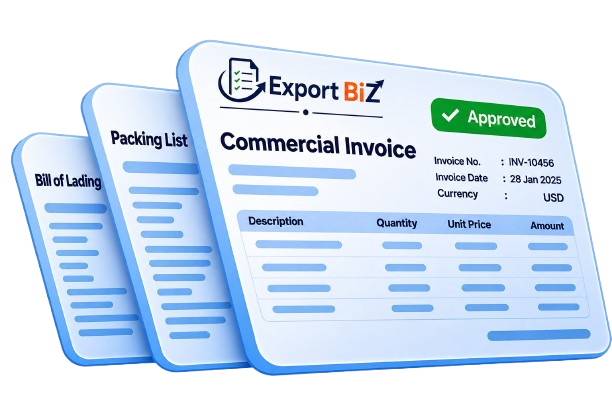 Bill of Lading
Packing List
Export BiZ
Approved
Commercial Invoice
Invoice No. : INV-10456
Invoice Date : 28 Jan 2025
Currency : USD
Description Quantity Unit Price Amount